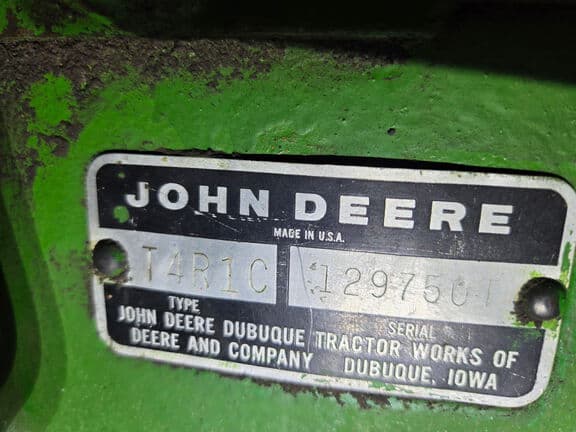 JOHN DEERE
MADE IN U.S.A.
T4R1C 129750T
TYPE SERIAL
JOHN DEERE DUBUQUE TRACTOR WORKS OF
DEERE AND COMPANY DUBUQUE, IOWA